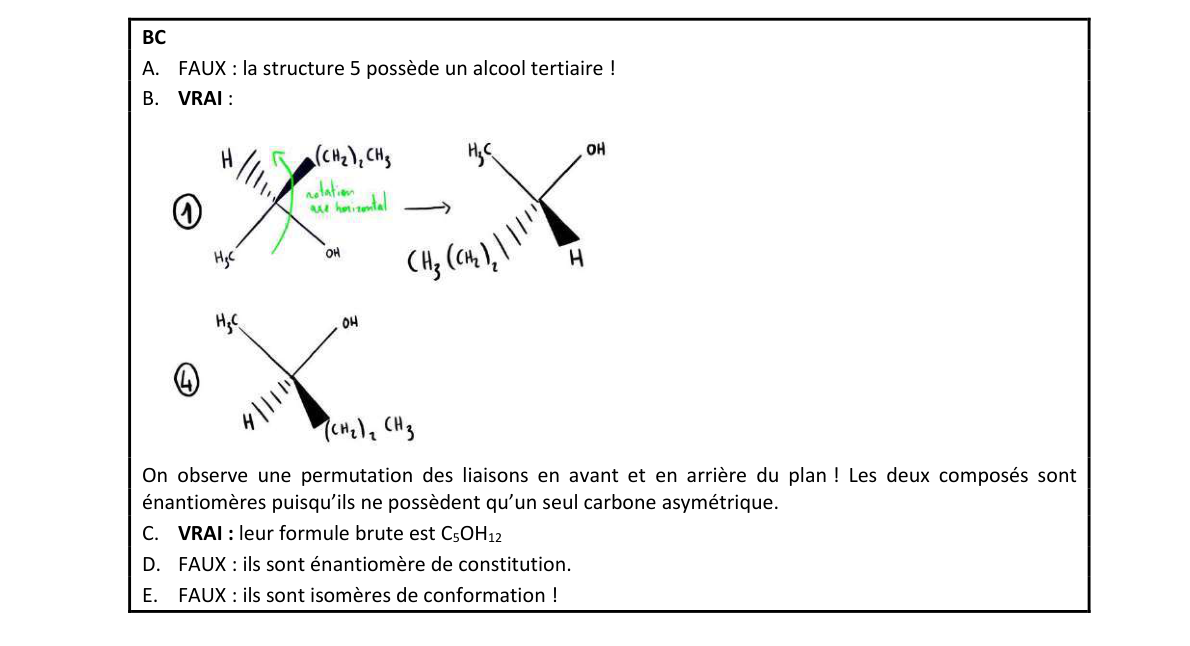 BC
A. FAUX : la structure 5 possède un alcool tertiaire !
B. VRAI :
H (CH₂)₂CH₃
rotation
axe horizontal
①
H₃C OH
H₃C OH
CH₃(CH₂)₂ H
H₃C OH
④
H (CH₂)₂ CH₃
On observe une permutation des liaisons en avant et en arrière du plan ! Les deux composés sont
énantiomères puisqu’ils ne possèdent qu’un seul carbone asymétrique.
C. VRAI : leur formule brute est C₅OH₁₂
D. FAUX : ils sont énantiomère de constitution.
E. FAUX : ils sont isomères de conformation !